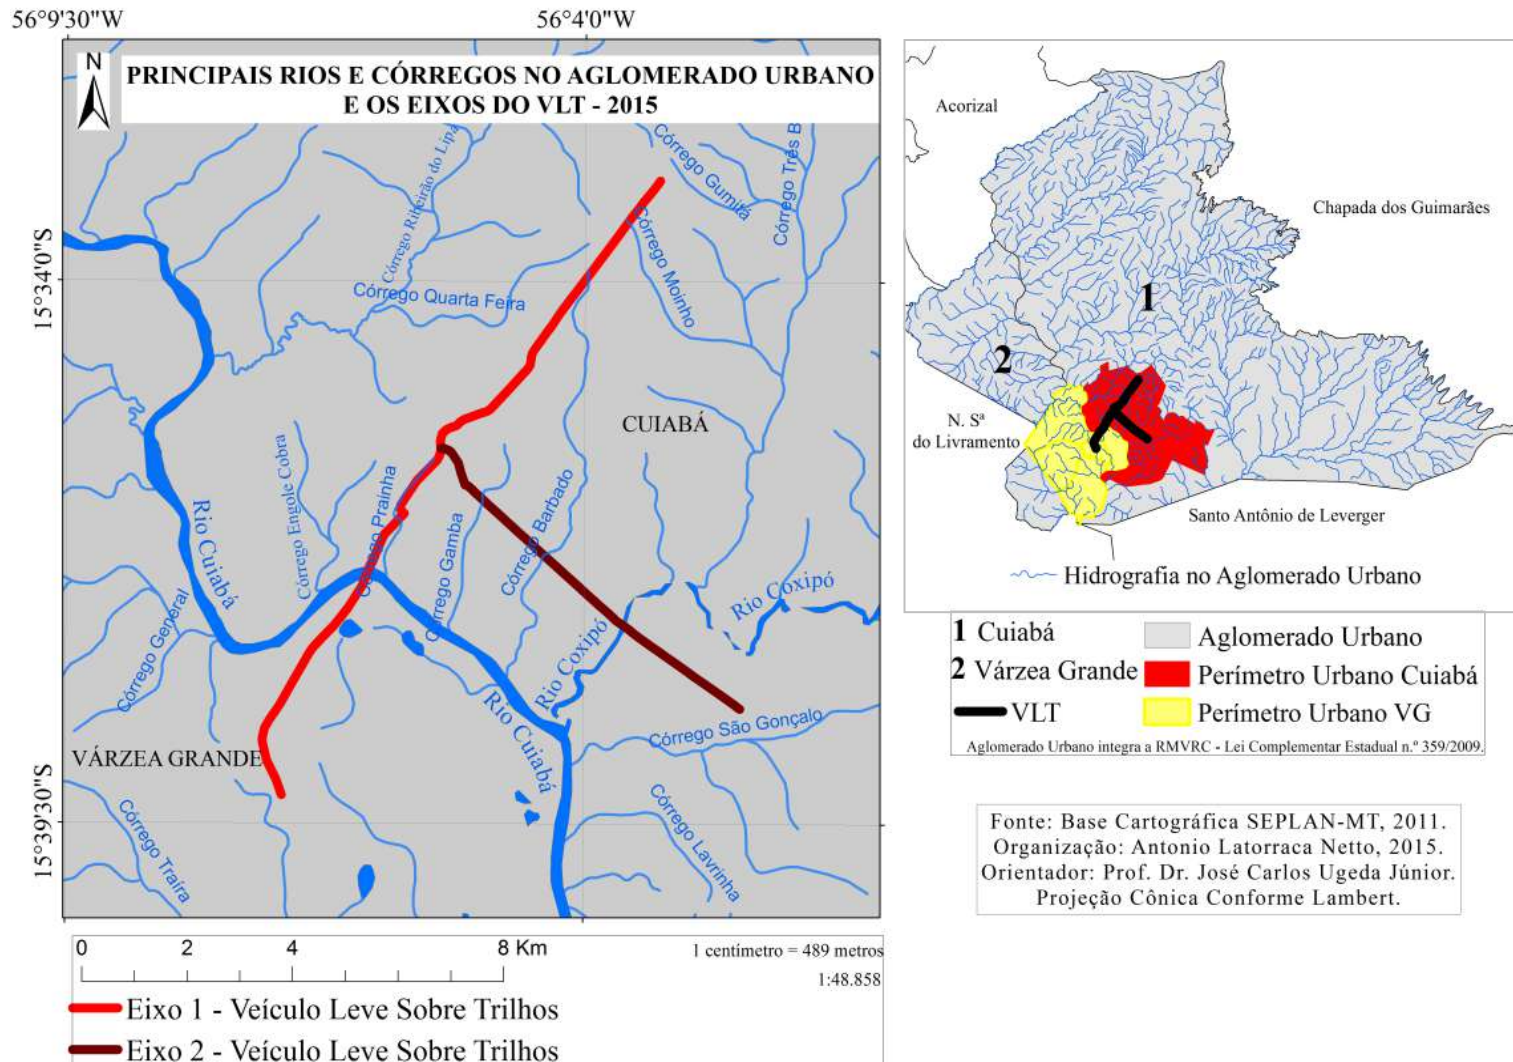 56°9'30"W
56°4'0"W
N
PRINCIPAIS RIOS E CÓRREGOS NO AGLOMERADO URBANO
E OS EIXOS DO VLT - 2015
15°34'0"S
15°39'30"S
Córrego Ribeirão do Lipa
Córrego Gumitá
Córrego Três B
Córrego Moinho
Córrego Quarta Feira
CUIABÁ
Córrego Engole Cobra
Córrego Prainha
Córrego Gamba
Córrego Barbado
Rio Cuiabá
Rio Coxipó
Rio Coxipó
Córrego General
Rio Cuiabá
Córrego São Gonçalo
VÁRZEA GRANDE
Córrego Traíra
Córrego Lavrinha
0 2 4 8 Km
1 centímetro = 489 metros
1:48.858
Eixo 1 - Veículo Leve Sobre Trilhos
Eixo 2 - Veículo Leve Sobre Trilhos
Acorizal
Chapada dos Guimarães
1
2
N. Sª
do Livramento
Santo Antônio de Leverger
Hidrografia no Aglomerado Urbano
1 Cuiabá
Aglomerado Urbano
2 Várzea Grande
Perímetro Urbano Cuiabá
VLT
Perímetro Urbano VG
Aglomerado Urbano integra a RMVRC - Lei Complementar Estadual n.º 359/2009.
Fonte: Base Cartográfica SEPLAN-MT, 2011.
Organização: Antonio Latorraca Netto, 2015.
Orientador: Prof. Dr. José Carlos Ugeda Júnior.
Projeção Cônica Conforme Lambert.